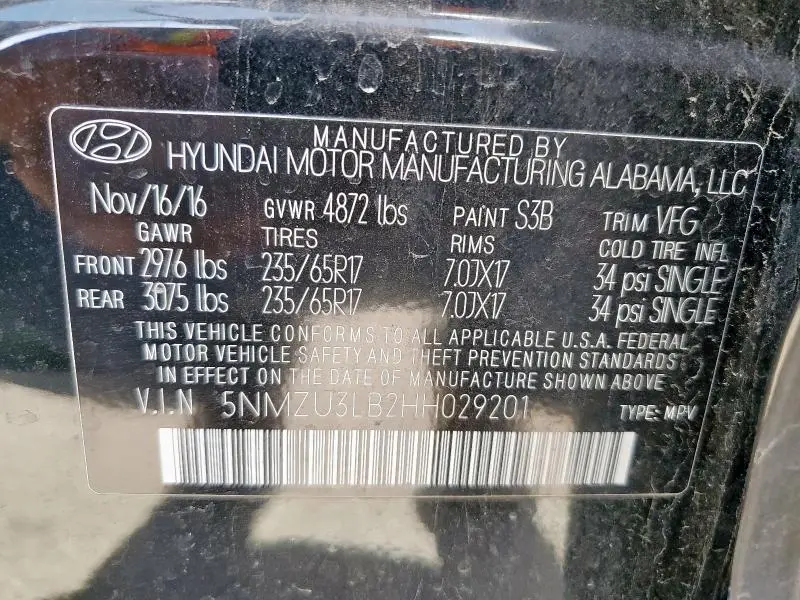 MANUFACTURED BY
HYUNDAI MOTOR MANUFACTURING ALABAMA, LLC
Nov/16/16 GVWR 4872 lbs PAINT S3B TRIM VFG
GAWR TIRES RIMS COLD TIRE INFL
FRONT 2976 lbs 235/65R17 7.0JX17 34 psi SINGLE
REAR 3075 lbs 235/65R17 7.0JX17 34 psi SINGLE
THIS VEHICLE CONFORMS TO ALL APPLICABLE U.S.A. FEDERAL
MOTOR VEHICLE SAFETY AND THEFT PREVENTION STANDARDS
IN EFFECT ON THE DATE OF MANUFACTURE SHOWN ABOVE
V.I.N 5NMZU3LB2HH029201 TYPE: MPV